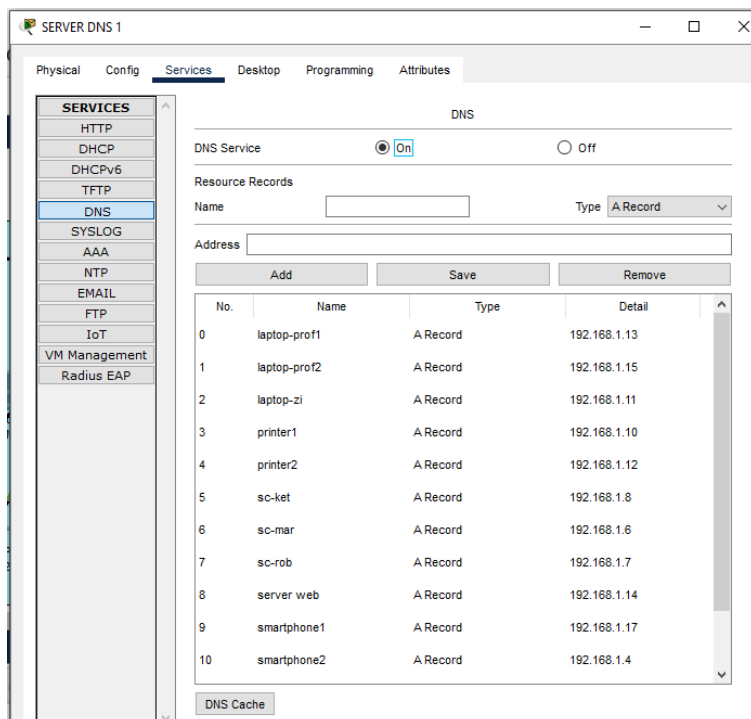 SERVER DNS 1
Physical Config Services Desktop Programming Attributes
SERVICES
HTTP
DHCP
DHCPv6
TFTP
DNS
SYSLOG
AAA
NTP
EMAIL
FTP
IoT
VM Management
Radius EAP
DNS
DNS Service On Off
Resource Records
Name Type A Record
Address
Add Save Remove
No. Name Type Detail
0 laptop-prof1 A Record 192.168.1.13
1 laptop-prof2 A Record 192.168.1.15
2 laptop-zi A Record 192.168.1.11
3 printer1 A Record 192.168.1.10
4 printer2 A Record 192.168.1.12
5 sc-ket A Record 192.168.1.8
6 sc-mar A Record 192.168.1.6
7 sc-rob A Record 192.168.1.7
8 server web A Record 192.168.1.14
9 smartphone1 A Record 192.168.1.17
10 smartphone2 A Record 192.168.1.4
DNS Cache